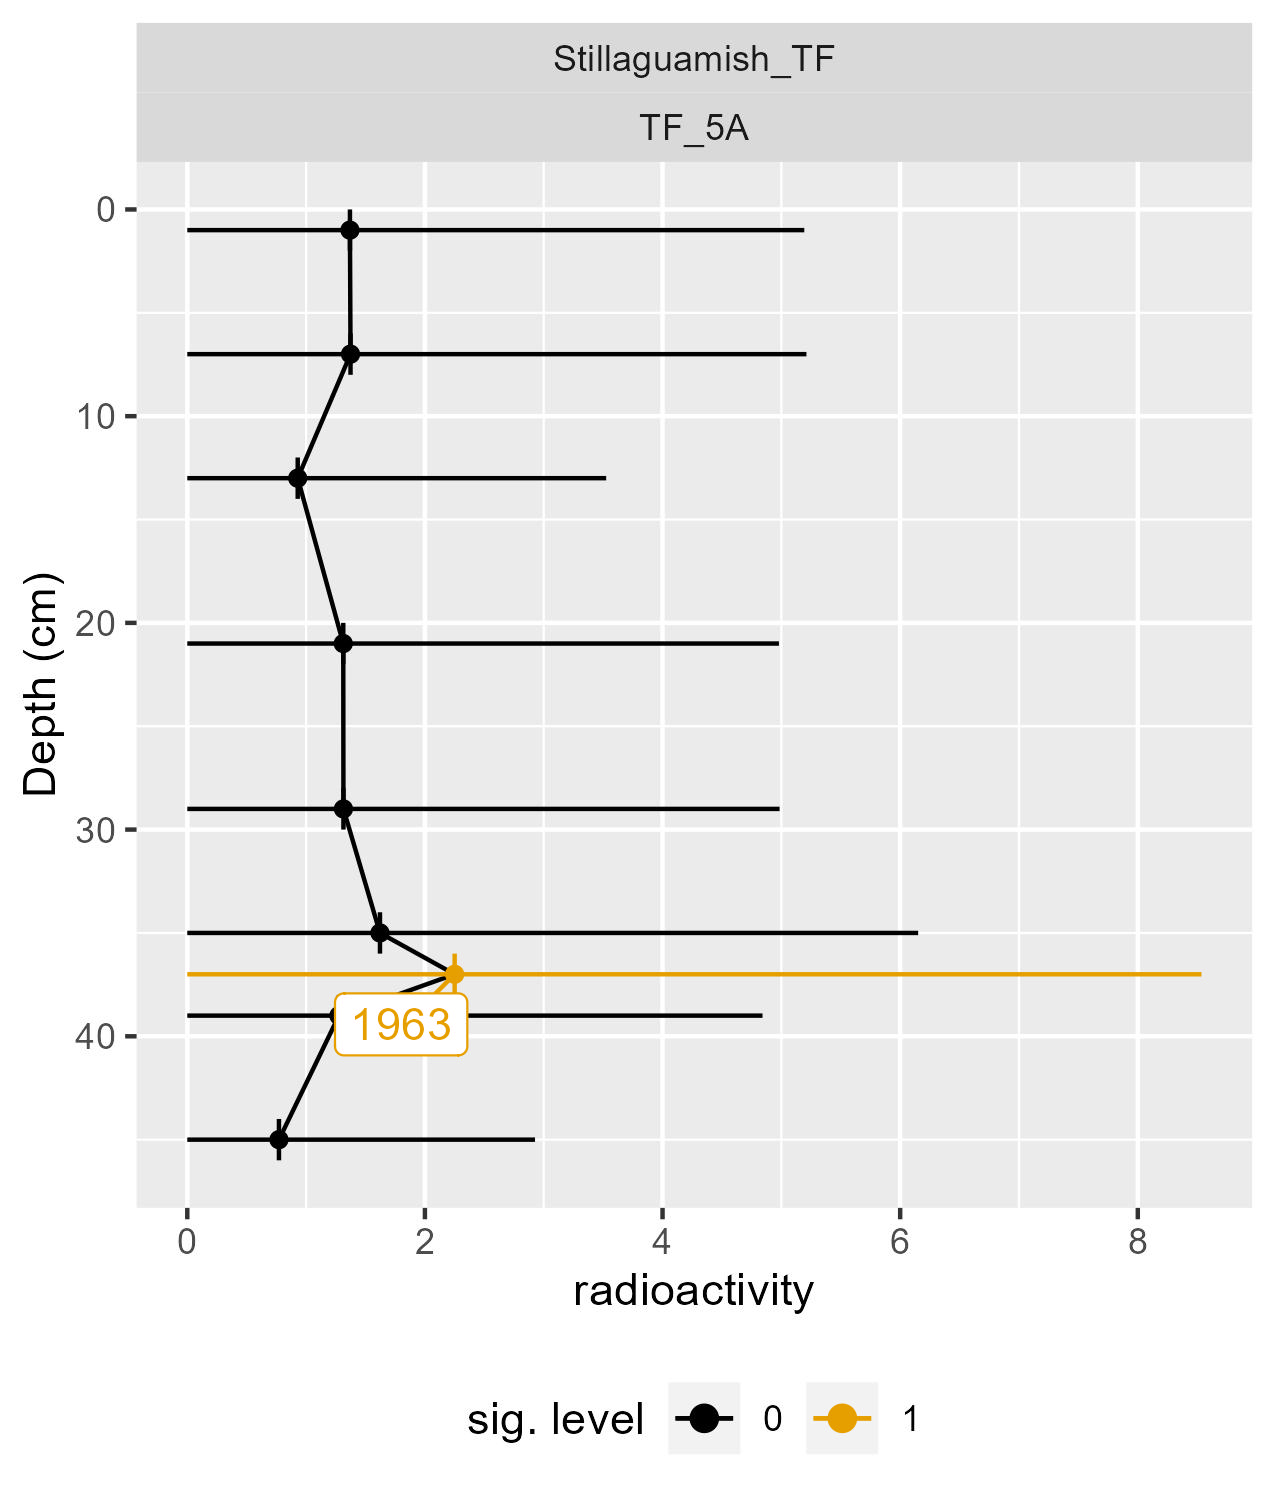 Stillaguamish_TF
TF_5A
0
10
20
30
40
Depth (cm)
1963
0 2 4 6 8
radioactivity
sig. level 0 1